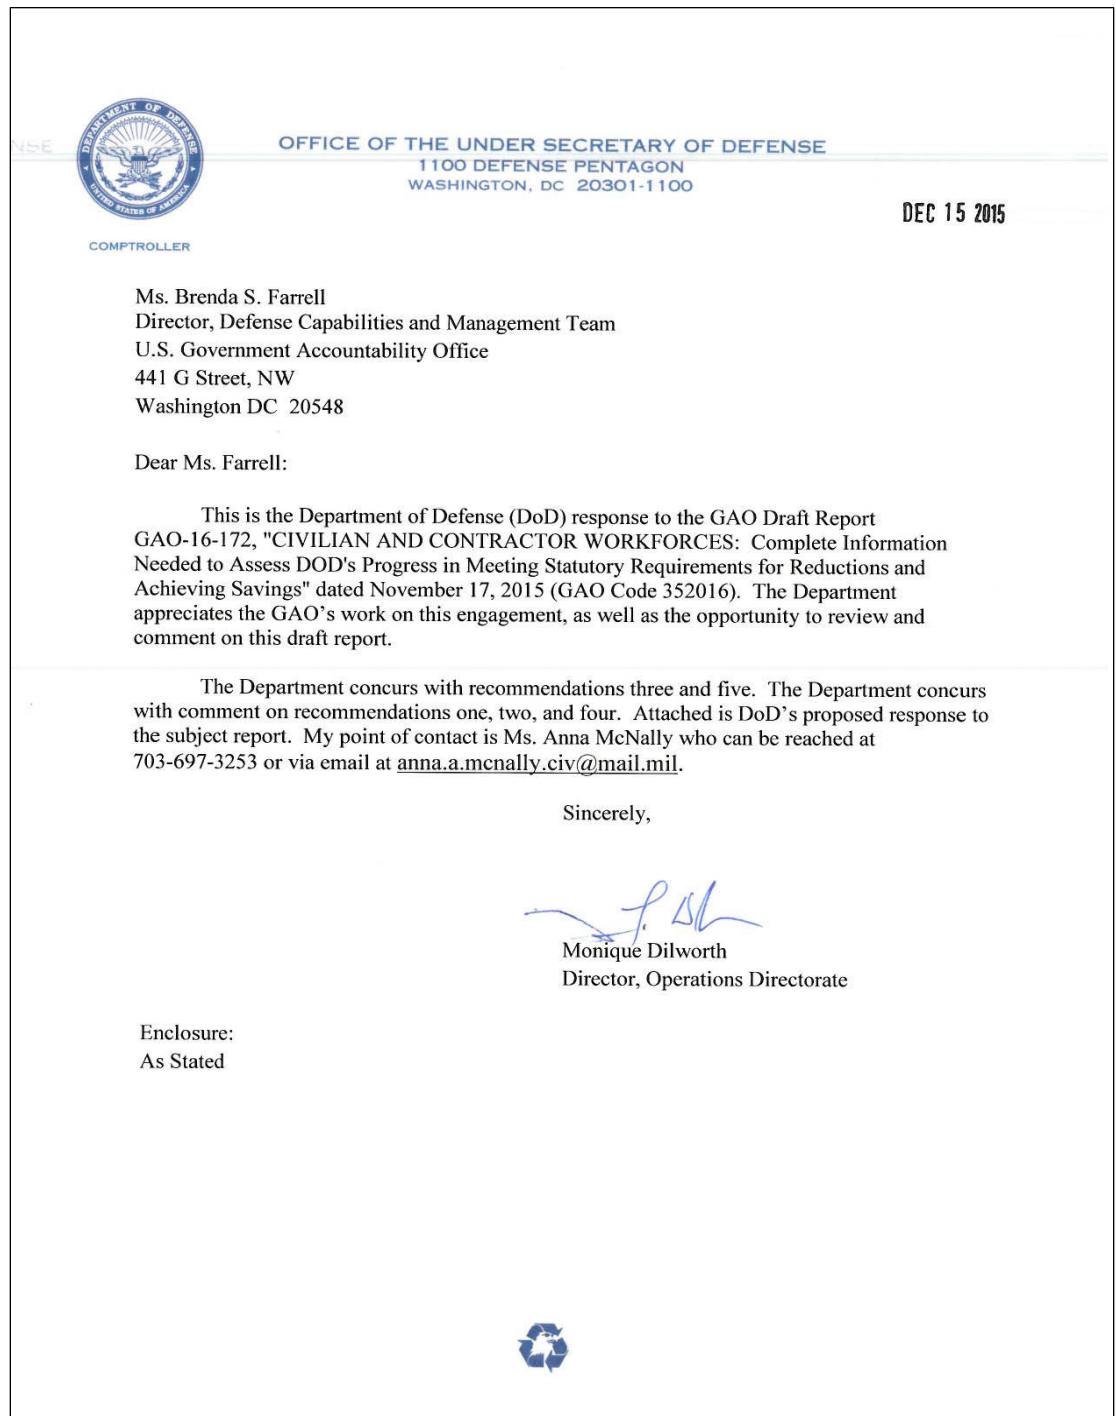 DEPARTMENT OF DEFENSE
UNITED STATES OF AMERICA
NSE
OFFICE OF THE UNDER SECRETARY OF DEFENSE
1100 DEFENSE PENTAGON
WASHINGTON, DC 20301-1100
DEC 15 2015
COMPTROLLER
Ms. Brenda S. Farrell
Director, Defense Capabilities and Management Team
U.S. Government Accountability Office
441 G Street, NW
Washington DC 20548
Dear Ms. Farrell:
This is the Department of Defense (DoD) response to the GAO Draft Report
GAO-16-172, "CIVILIAN AND CONTRACTOR WORKFORCES: Complete Information
Needed to Assess DOD's Progress in Meeting Statutory Requirements for Reductions and
Achieving Savings" dated November 17, 2015 (GAO Code 352016). The Department
appreciates the GAO's work on this engagement, as well as the opportunity to review and
comment on this draft report.
The Department concurs with recommendations three and five. The Department concurs
with comment on recommendations one, two, and four. Attached is DoD's proposed response to
the subject report. My point of contact is Ms. Anna McNally who can be reached at
703-697-3253 or via email at anna.a.mcnally.civ@mail.mil.
Sincerely,
Monique Dilworth
Director, Operations Directorate
Enclosure:
As Stated